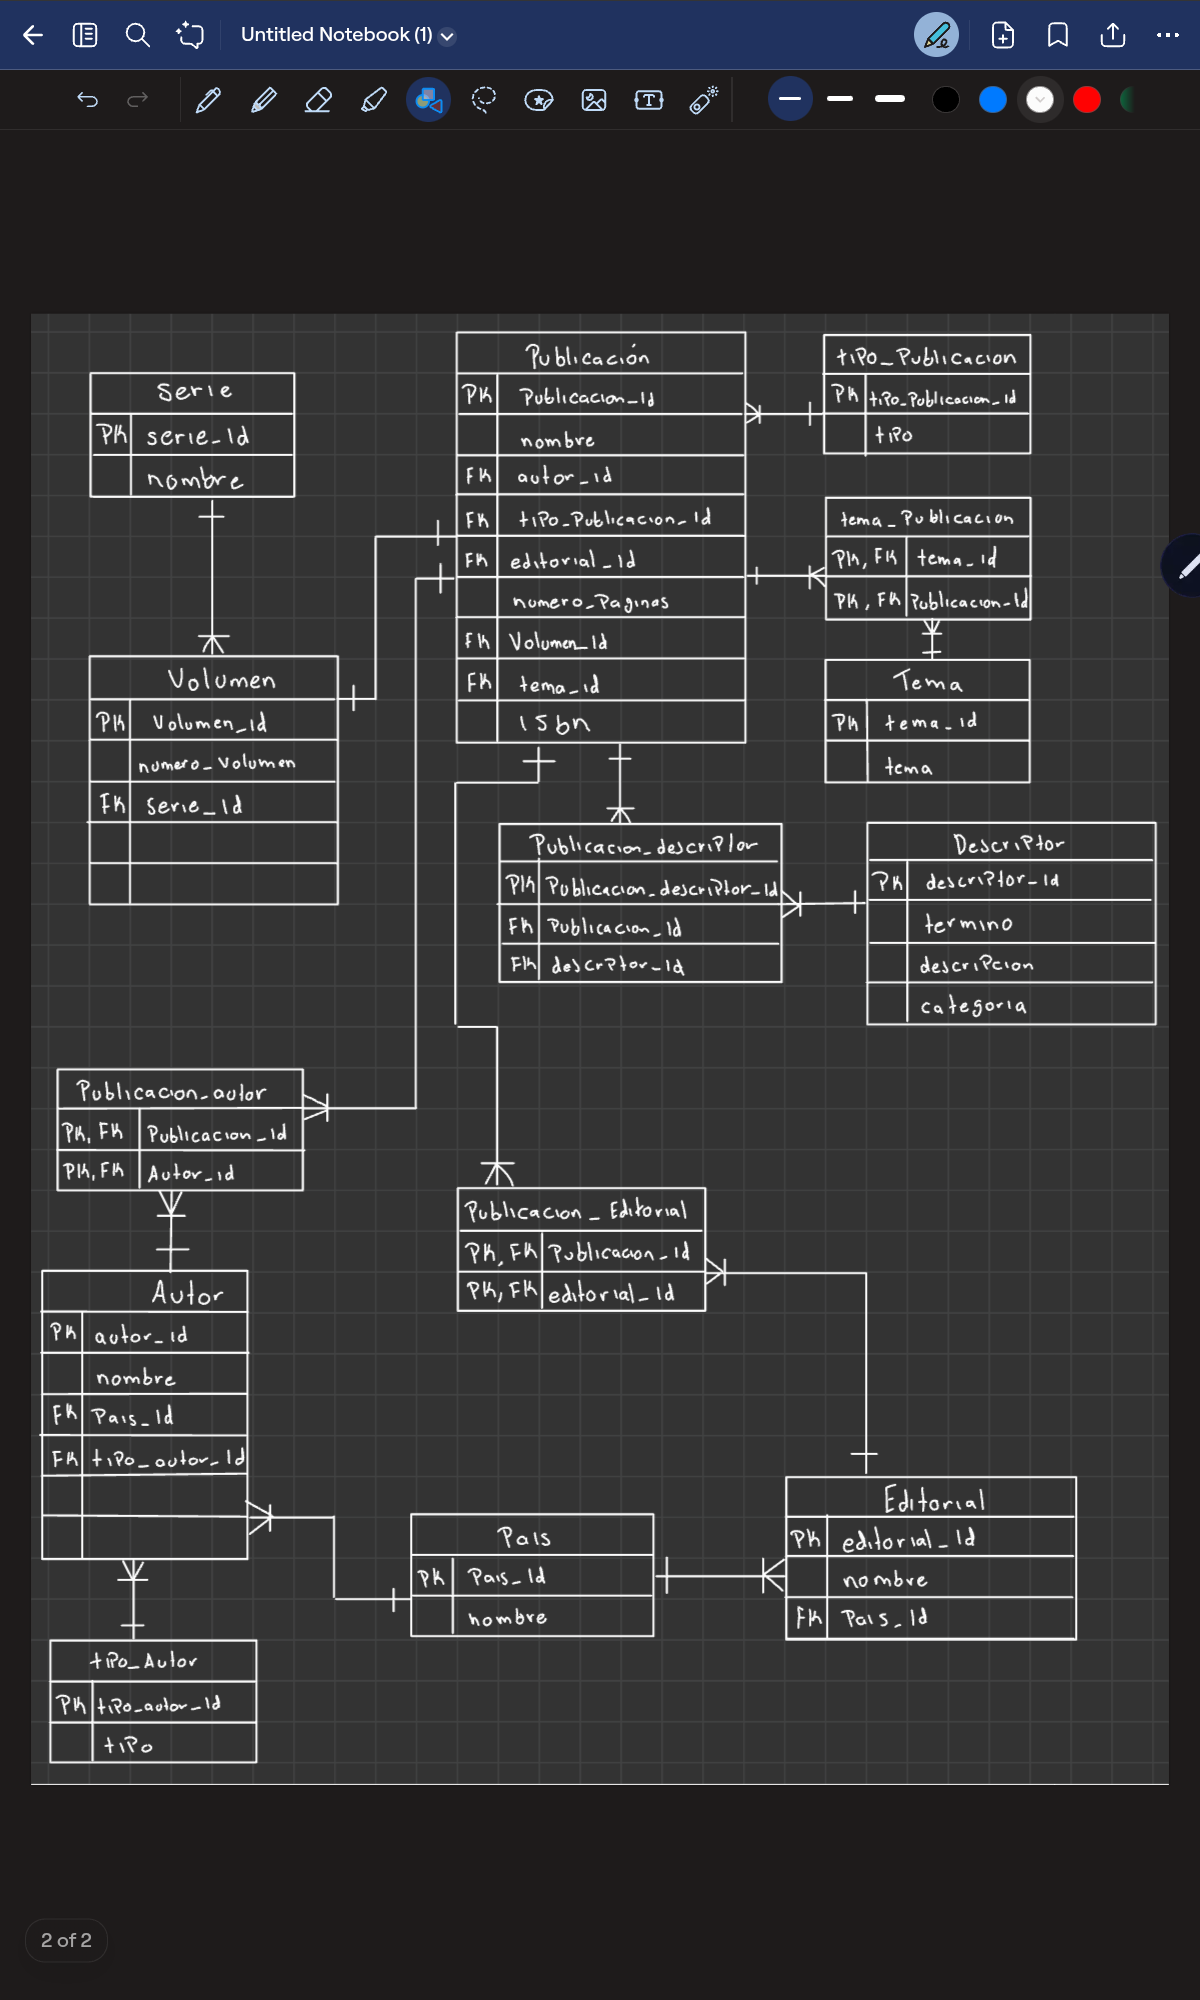 Untitled Notebook (1)
Serie
PK serie_Id
nombre
Publicación
PK Publicacion_Id
nombre
FK autor_id
FK tipo_Publicacion_Id
FK editorial_id
numero_Paginas
FK Volumen_Id
FK tema_id
isbn
tipo_Publicacion
PK tipo_Publicacion_id
tipo
tema_Publicacion
PK, FK tema_id
PK, FK Publicacion-Id
Tema
PK tema_id
tema
Volumen
PK Volumen_id
numero_Volumen
FK Serie_Id
Publicacion_descriptor
PK Publicacion_descriptor_Id
FK Publicacion_Id
FK descriptor_Id
Descriptor
PK descriptor_Id
termino
descripcion
categoria
Publicacion_autor
PK, FK Publicacion_Id
PK, FK Autor_id
Publicacion_Editorial
PK, FK Publicacion_id
PK, FK editorial_Id
Autor
PK autor_id
nombre
FK Pais_Id
FK tipo_autor_Id
Pais
PK Pais_Id
nombre
Editorial
PK editorial_Id
nombre
FK Pais_Id
tipo_Autor
PK tipo_autor_Id
tipo
2 of 2